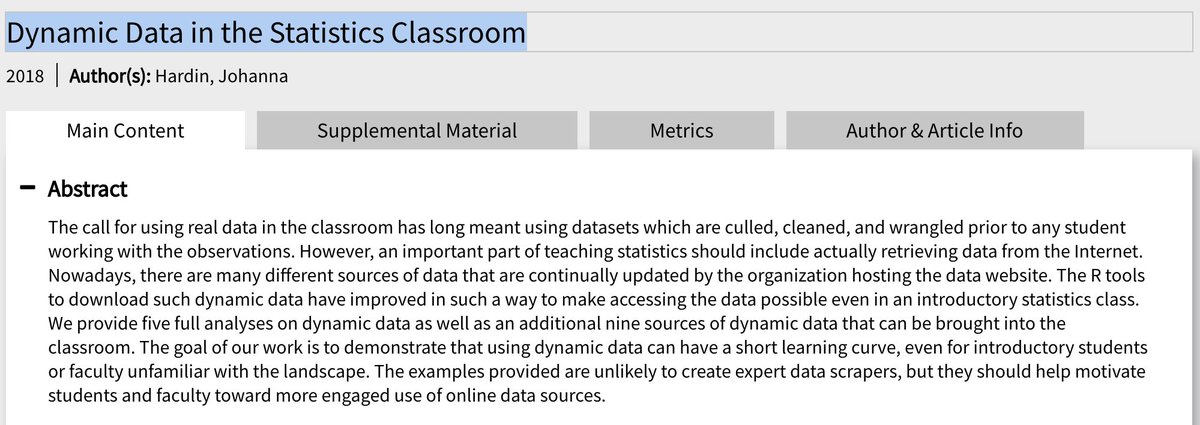 Dynamic Data in the Statistics Classroom
2018 | Author(s): Hardin, Johanna
Main Content Supplemental Material Metrics Author & Article Info
Abstract
The call for using real data in the classroom has long meant using datasets which are culled, cleaned, and wrangled prior to any student
working with the observations. However, an important part of teaching statistics should include actually retrieving data from the Internet.
Nowadays, there are many different sources of data that are continually updated by the organization hosting the data website. The R tools
to download such dynamic data have improved in such a way to make accessing the data possible even in an introductory statistics class.
We provide five full analyses on dynamic data as well as an additional nine sources of dynamic data that can be brought into the
classroom. The goal of our work is to demonstrate that using dynamic data can have a short learning curve, even for introductory students
or faculty unfamiliar with the landscape. The examples provided are unlikely to create expert data scrapers, but they should help motivate
students and faculty toward more engaged use of online data sources.